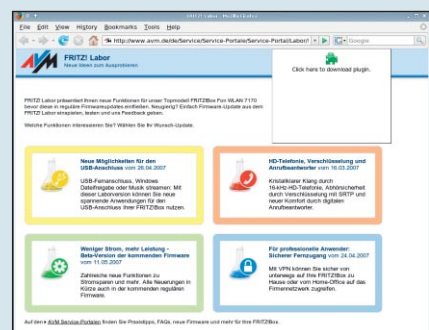 FRITZ! Labor - Mozilla Firefox
File Edit View History Bookmarks Tools Help
http://www.avm.de/de/Service/Service-Portale/Service-Portal/Labor/
Google
AVM
FRITZ! Labor
Neue Ideen zum Ausprobieren
Click here to download plugin.
FRITZ! Labor präsentiert Ihnen neue Funktionen für unser Topmodell FRITZ!Box Fon WLAN 7170
bevor diese in reguläre Firmwareupdates einfließen. Neugierig? Einfach Firmware-Update aus dem
FRITZ! Labor einspielen, testen und uns Feedback geben.
Welche Funktionen interessieren Sie? Wählen Sie Ihr Wunsch-Update.
Neue Möglichkeiten für den
USB-Anschluss vom 26.04.2007
USB-Fernanschluss, Windows
Dateifreigabe oder Musik streamen: Mit
dieser Laborversion können Sie neue
spannende Anwendungen für den
USB-Anschluss Ihrer FRITZ!Box nutzen.
HD-Telefonie, Verschlüsselung und
Anrufbeantworter vom 16.03.2007
Kristallklarer Klang durch
16-kHz-HD-Telefonie, Abhörsicherheit
durch Verschlüsselung mit SRTP und
neuer Komfort durch digitalen
Anrufbeantworter.
Weniger Strom, mehr Leistung -
Beta-Version der kommenden Firmware
vom 11.05.2007
Zahlreiche neue Funktionen zu
Stromsparen und mehr. Alle Neuerungen in
Kürze auch in der kommenden regulären
Firmware.
Für professionelle Anwender:
Sicherer Fernzugang vom 24.04.2007
Mit VPN können Sie sicher von
unterwegs auf Ihre FRITZ!Box zu
Hause oder vom Home-Office auf das
Firmennetzwerk zugreifen.
Auf den AVM Service-Portalen finden Sie Praxistipps, FAQs, neue Firmware und mehr für Ihre FRITZ!Box.